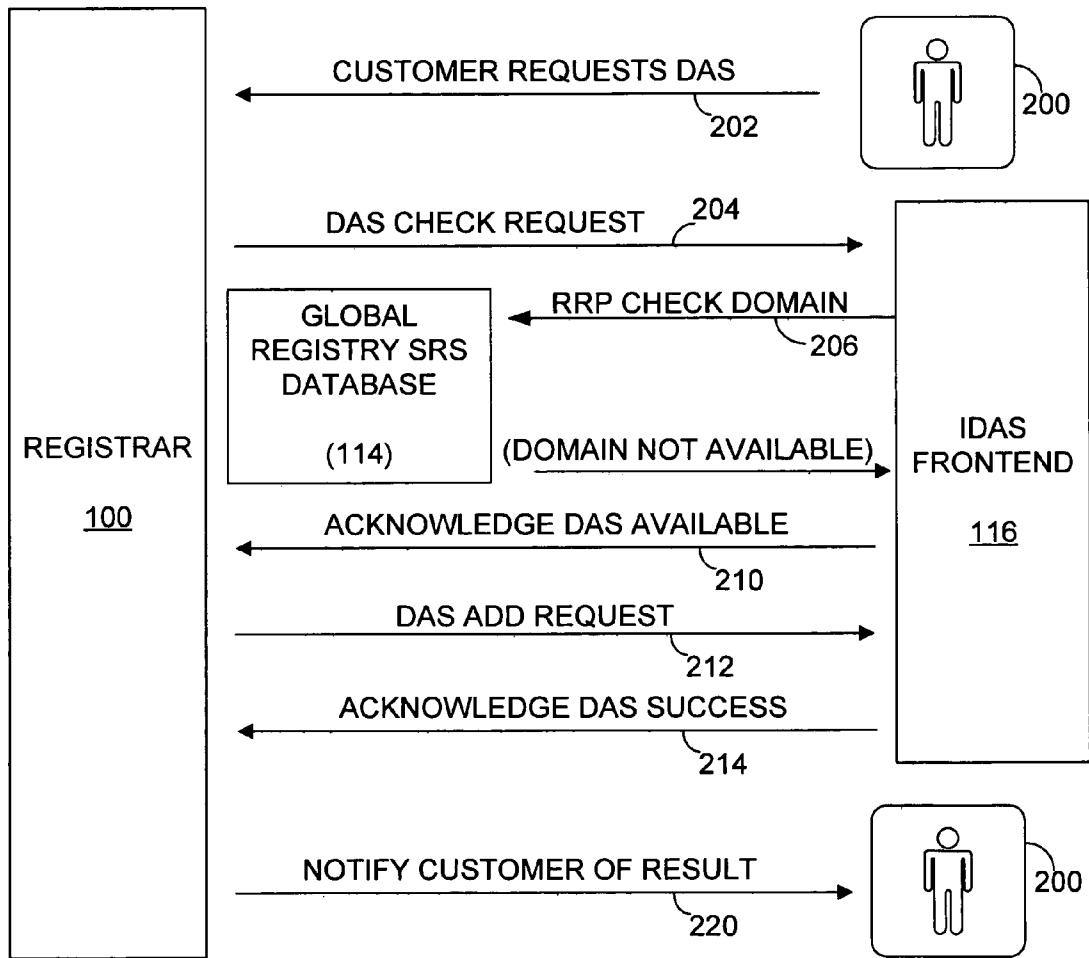 CUSTOMER REQUESTS DAS
202
200
DAS CHECK REQUEST
204
RRP CHECK DOMAIN
206
GLOBAL
REGISTRY SRS
DATABASE
(114)
(DOMAIN NOT AVAILABLE)
REGISTRAR
100
IDAS
FRONTEND
116
ACKNOWLEDGE DAS AVAILABLE
210
DAS ADD REQUEST
212
ACKNOWLEDGE DAS SUCCESS
214
NOTIFY CUSTOMER OF RESULT
220
200